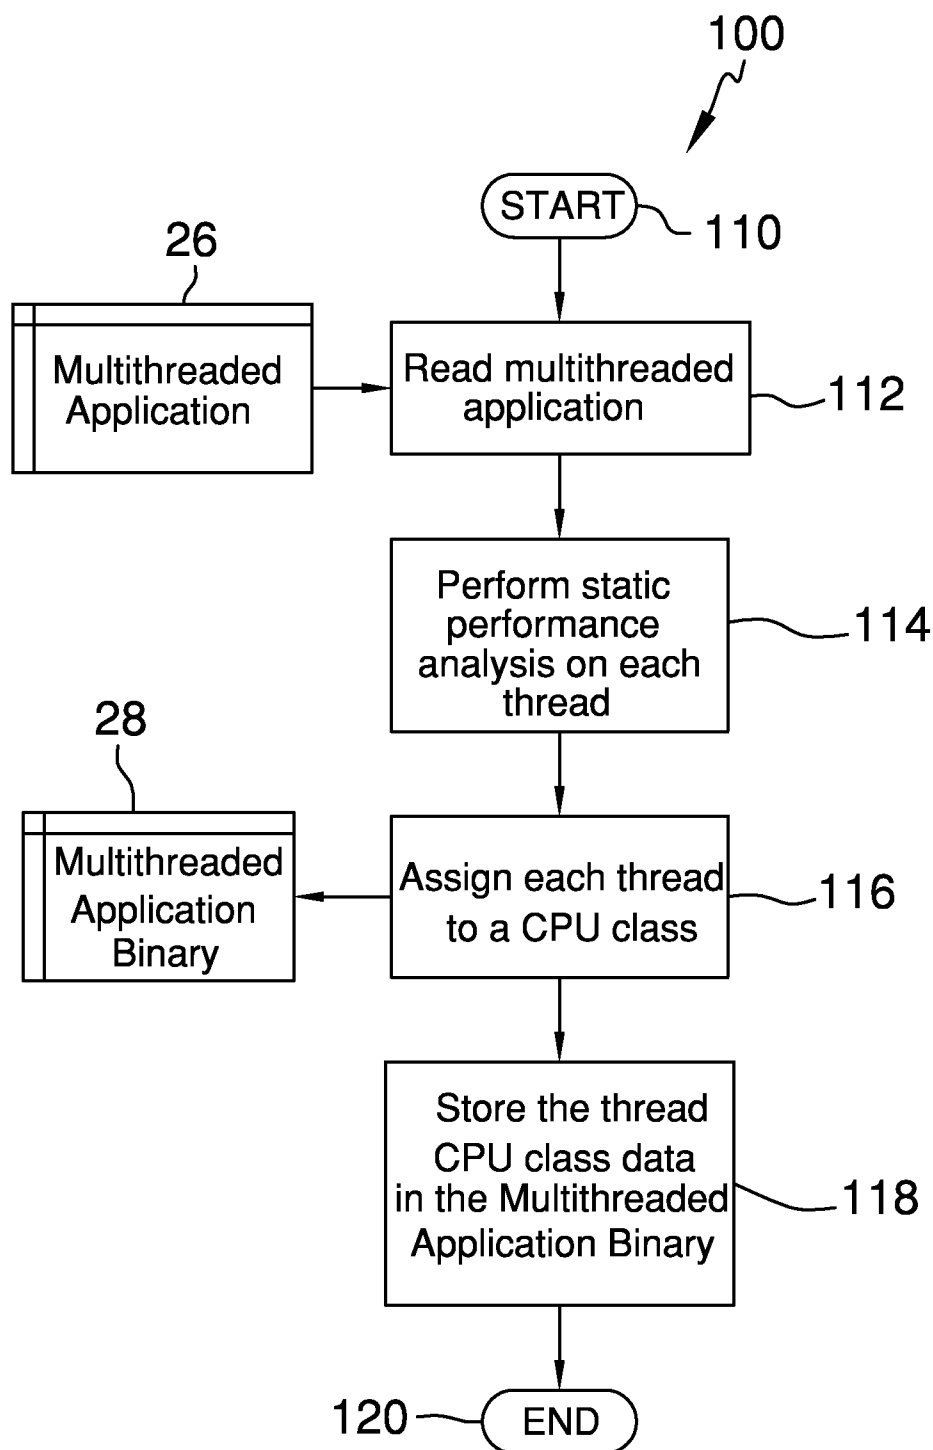 100
START
110
26
Multithreaded
Application
Read multithreaded
application
112
Perform static
performance
analysis on each
thread
114
28
Multithreaded
Application
Binary
Assign each thread
to a CPU class
116
Store the thread
CPU class data
in the Multithreaded
Application Binary
118
120
END